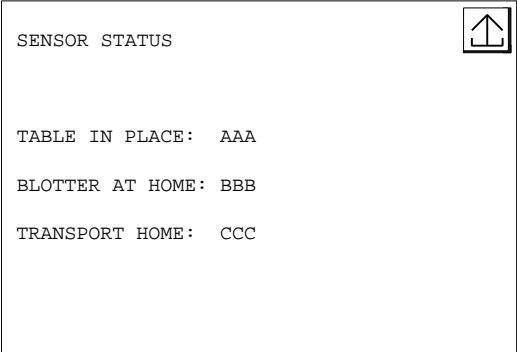 SENSOR STATUS
TABLE IN PLACE: AAA
BLOTTER AT HOME: BBB
TRANSPORT HOME: CCC